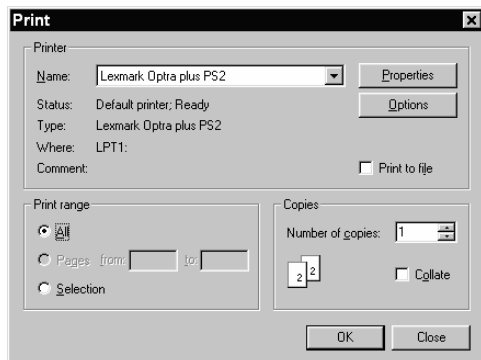 Print
Printer
Name: Lexmark Optra plus PS2 Properties
Status: Default printer; Ready Options
Type: Lexmark Optra plus PS2
Where: LPT1:
Comment: Print to file
Print range
All
Pages from: to:
Selection
Copies
Number of copies: 1
2 2
Collate
OK Close